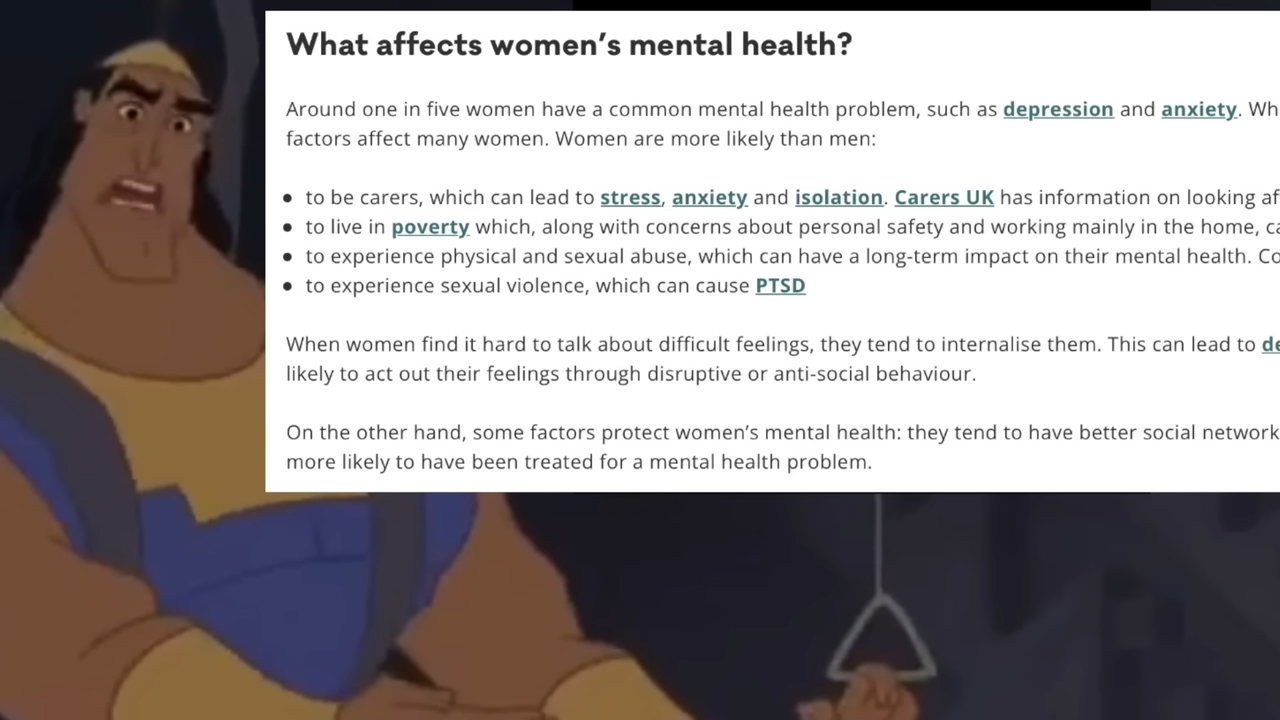 What affects women’s mental health?
Around one in five women have a common mental health problem, such as depression and anxiety. Wh
factors affect many women. Women are more likely than men:
• to be carers, which can lead to stress, anxiety and isolation. Carers UK has information on looking af
• to live in poverty which, along with concerns about personal safety and working mainly in the home, ca
• to experience physical and sexual abuse, which can have a long-term impact on their mental health. Co
• to experience sexual violence, which can cause PTSD
When women find it hard to talk about difficult feelings, they tend to internalise them. This can lead to de
likely to act out their feelings through disruptive or anti-social behaviour.
On the other hand, some factors protect women’s mental health: they tend to have better social network
more likely to have been treated for a mental health problem.